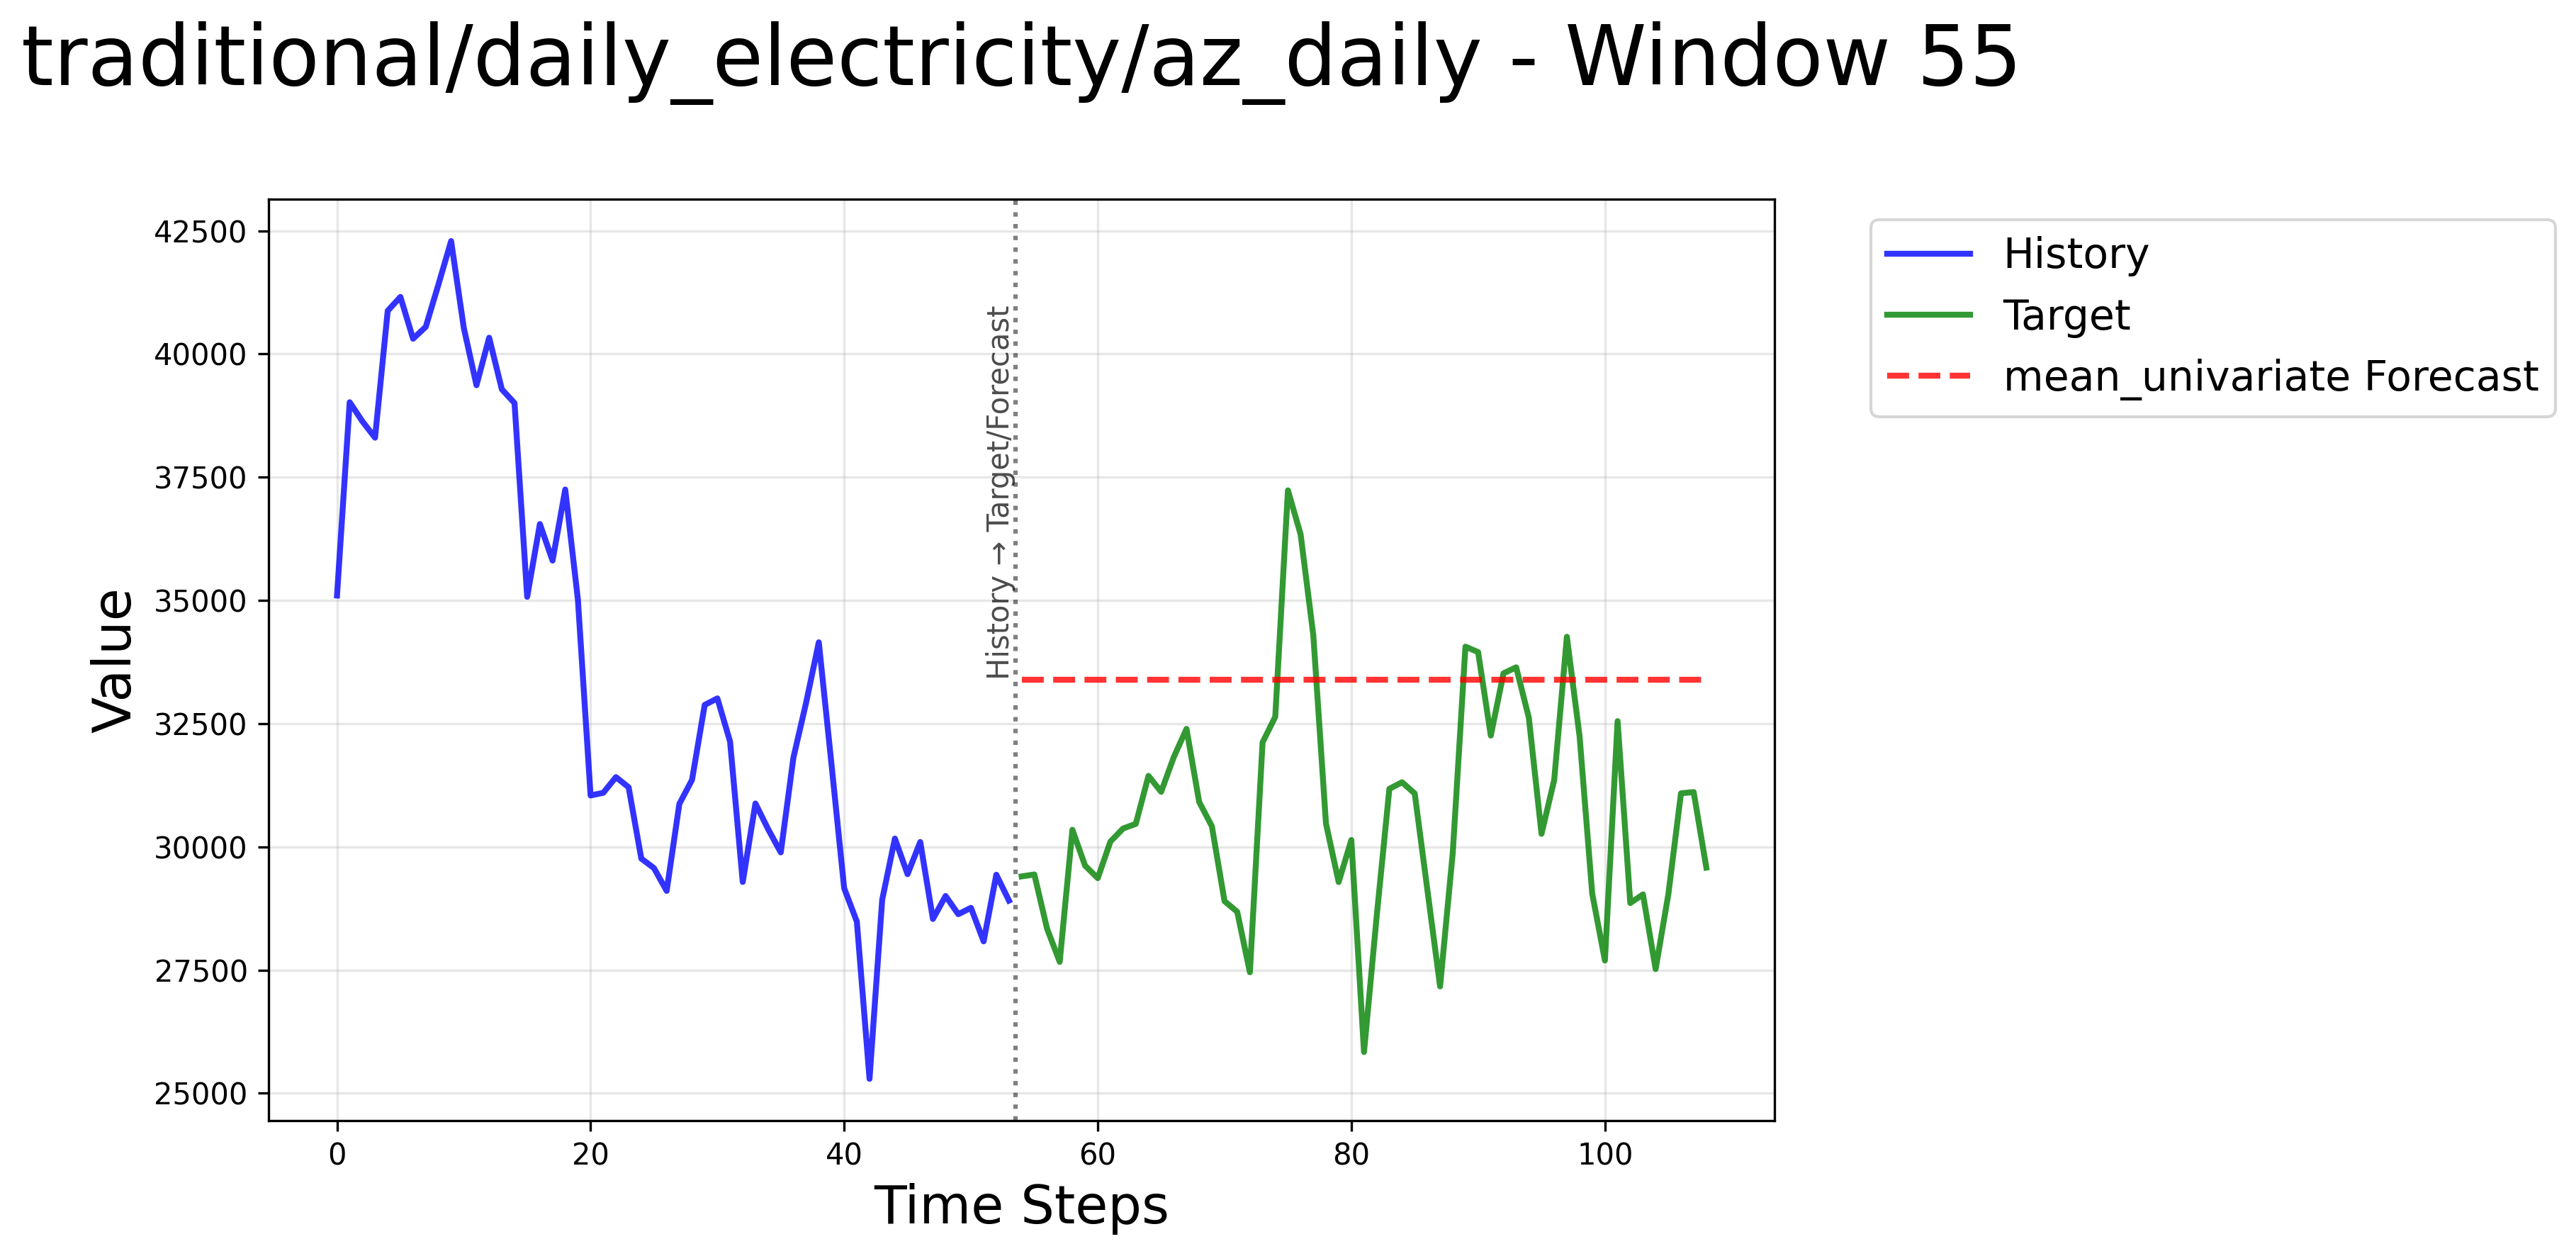 traditional/daily_electricity/az_daily - Window 55
History
Target
mean_univariate Forecast
History → Target/Forecast
Value
42500
40000
37500
35000
32500
30000
27500
25000
0
20
40
60
80
100
Time Steps